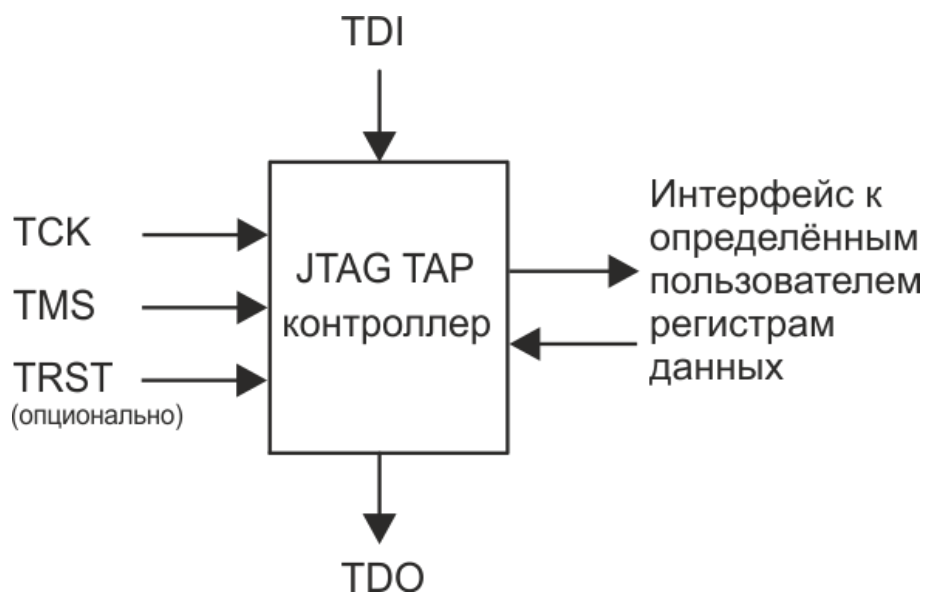 TDI
TCK
TMS
TRST
(опционально)
JTAG TAP
контроллер
Интерфейс к
определённым
пользователем
регистрам
данных
TDO